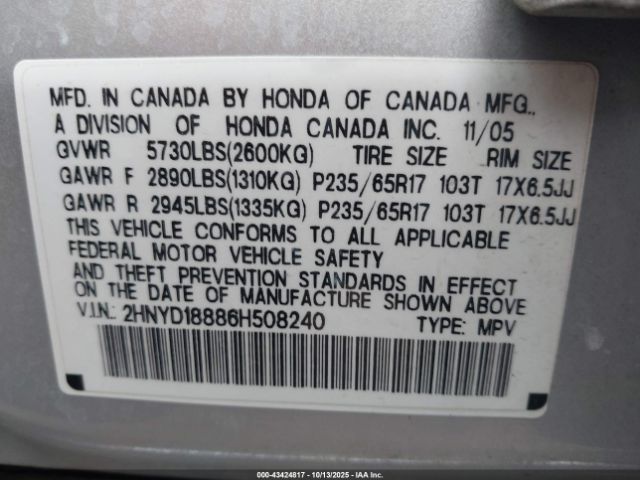 MFD. IN CANADA BY HONDA OF CANADA MFG.,
A DIVISION OF HONDA CANADA INC. 11/05
GVWR 5730LBS(2600KG) TIRE SIZE RIM SIZE
GAWR F 2890LBS(1310KG) P235/65R17 103T 17X6.5JJ
GAWR R 2945LBS(1335KG) P235/65R17 103T 17X6.5JJ
THIS VEHICLE CONFORMS TO ALL APPLICABLE
FEDERAL MOTOR VEHICLE SAFETY
AND THEFT PREVENTION STANDARDS IN EFFECT
ON THE DATE OF MANUFACTURE SHOWN ABOVE
V.I.N.: 2HNYD18886H508240 TYPE: MPV
000-43424817 - 10/13/2025 - IAA Inc.